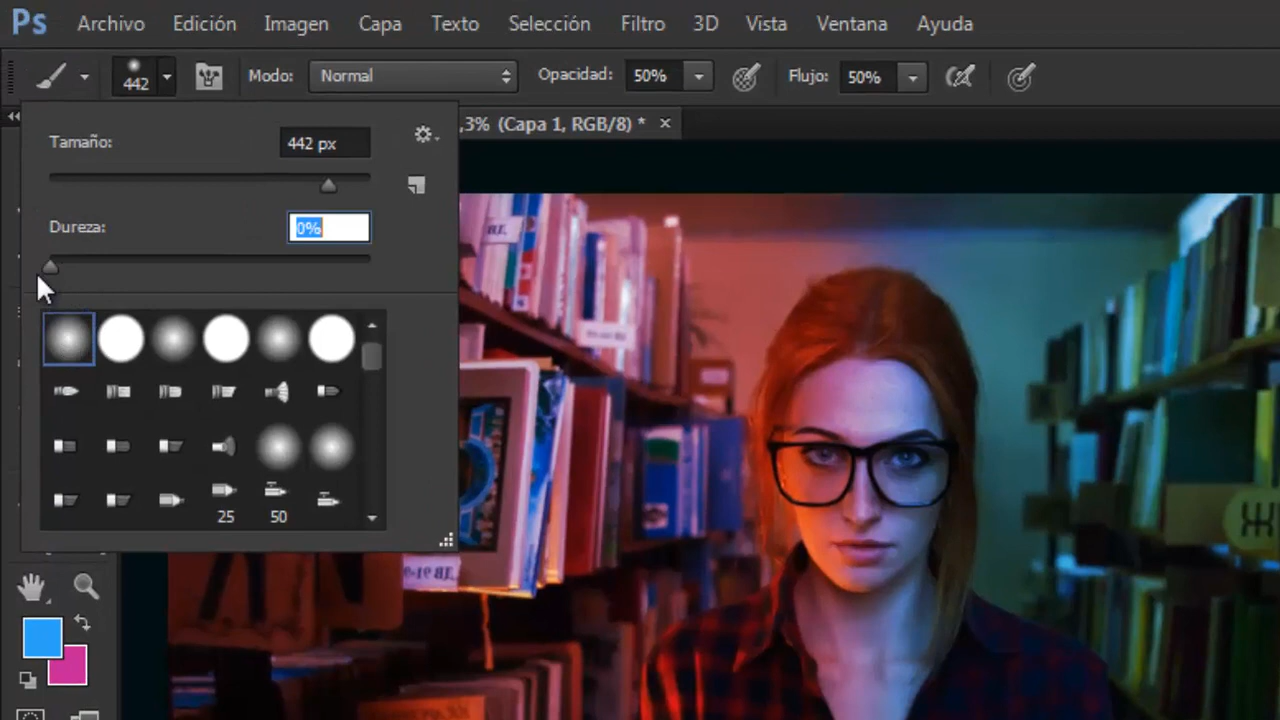 Ps Archivo Edición Imagen Capa Texto Selección Filtro 3D Vista Ventana Ayuda
442 Modo: Normal Opacidad: 50% Flujo: 50%
,3% (Capa 1, RGB/8) * ×
Tamaño: 442 px
Dureza: 0%
25 50